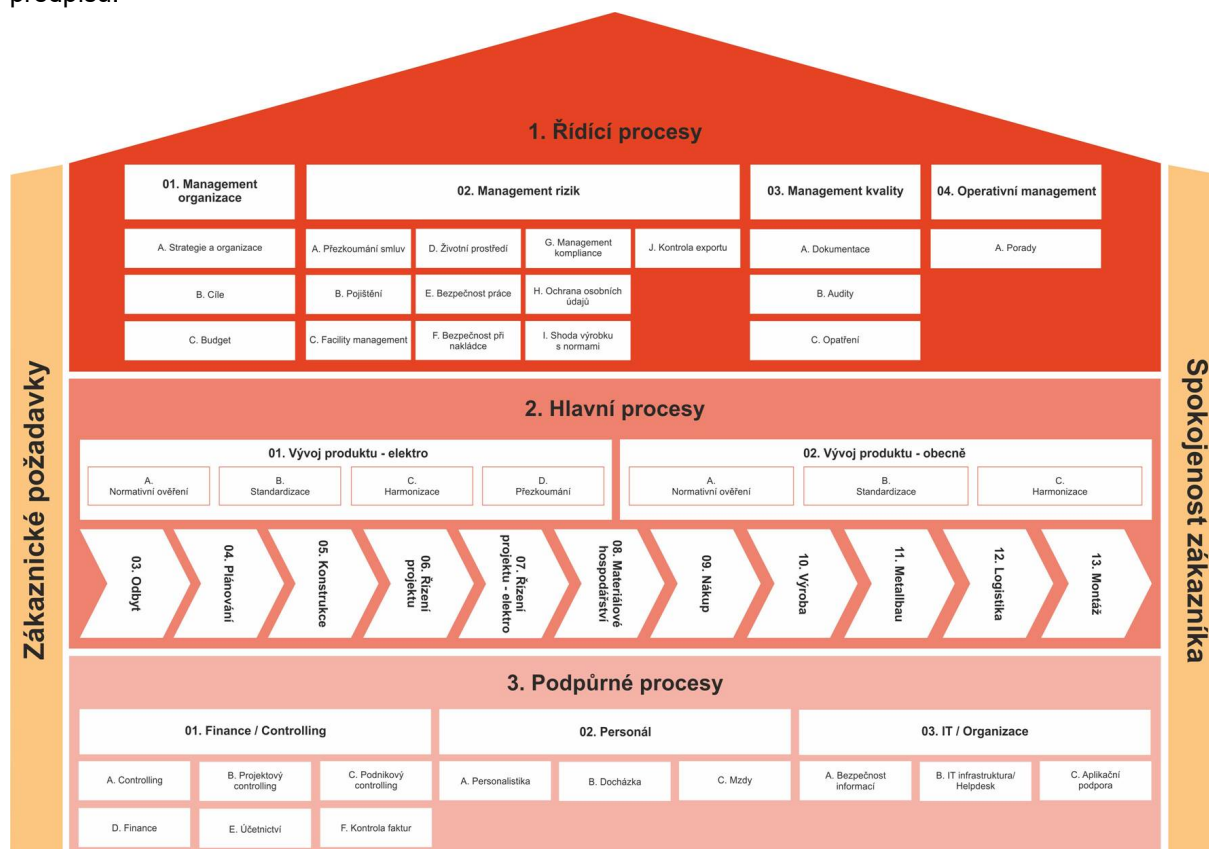 předpisů.
1. Řídící procesy
01. Management
organizace
02. Management rizik
03. Management kvality
04. Operativní management
A. Strategie a organizace
B. Cíle
C. Budget
A. Přezkoumání smluv
B. Pojištění
C. Facility management
D. Životní prostředí
E. Bezpečnost práce
F. Bezpečnost při
nakládce
G. Management
kompliance
H. Ochrana osobních
údajů
I. Shoda výrobku
s normami
J. Kontrola exportu
A. Dokumentace
B. Audity
C. Opatření
A. Porady
Zákaznické požadavky
Spokojenost zákazníka
2. Hlavní procesy
01. Vývoj produktu - elektro
A.
Normativní ověření
B.
Standardizace
C.
Harmonizace
D.
Přezkoumání
02. Vývoj produktu - obecně
A.
Normativní ověření
B.
Standardizace
C.
Harmonizace
03. Odbyt
04. Plánování
05. Konstrukce
06. Řízení
projektu
07. Řízení
projektu - elektro
08. Materiálové
hospodářství
09. Nákup
10. Výroba
11. Metallbau
12. Logistika
13. Montáž
3. Podpůrné procesy
01. Finance / Controlling
02. Personál
03. IT / Organizace
A. Controlling
B. Projektový
controlling
C. Podnikový
controlling
D. Finance
E. Účetnictví
F. Kontrola faktur
A. Personalistika
B. Docházka
C. Mzdy
A. Bezpečnost
informací
B. IT infrastruktura/
Helpdesk
C. Aplikační
podpora